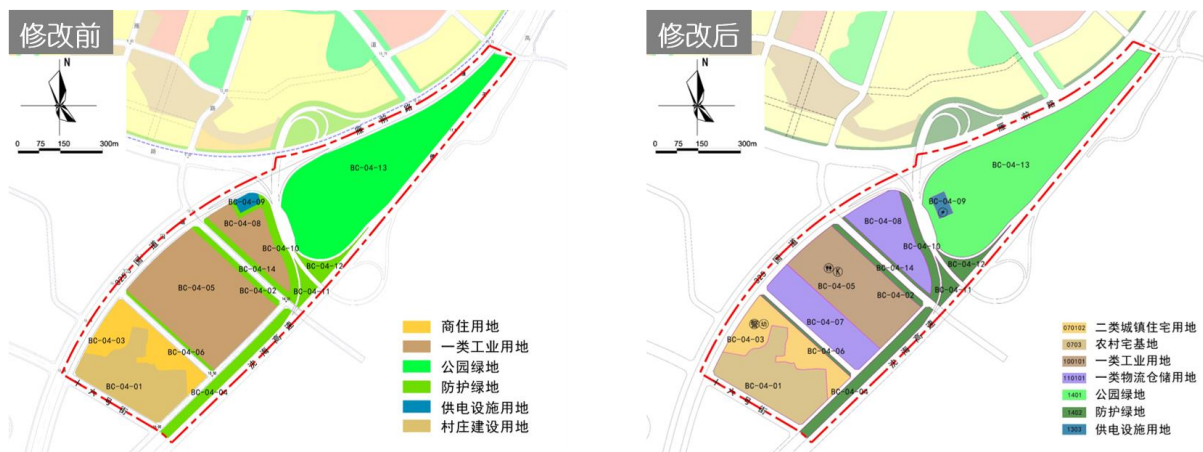 修改前
N
0 75 150 300m
BC-04-13
BC-04-09
BC-04-08
BC-04-10
BC-04-12
BC-04-14
BC-04-05
BC-04-02
BC-04-11
BC-04-03
BC-04-06
BC-04-01
BC-04-04
十六号街
商住用地
一类工业用地
公园绿地
防护绿地
供电设施用地
村庄建设用地
修改后
N
0 75 150 300m
BC-04-13
BC-04-09
BC-04-08
BC-04-10
BC-04-12
BC-04-14
BC-04-05
BC-04-02
BC-04-11
BC-04-07
BC-04-03
BC-04-06
BC-04-01
BC-04-04
十六号街
070102 二类城镇住宅用地
0703 农村宅基地
100101 一类工业用地
110101 一类物流仓储用地
1401 公园绿地
1402 防护绿地
1303 供电设施用地